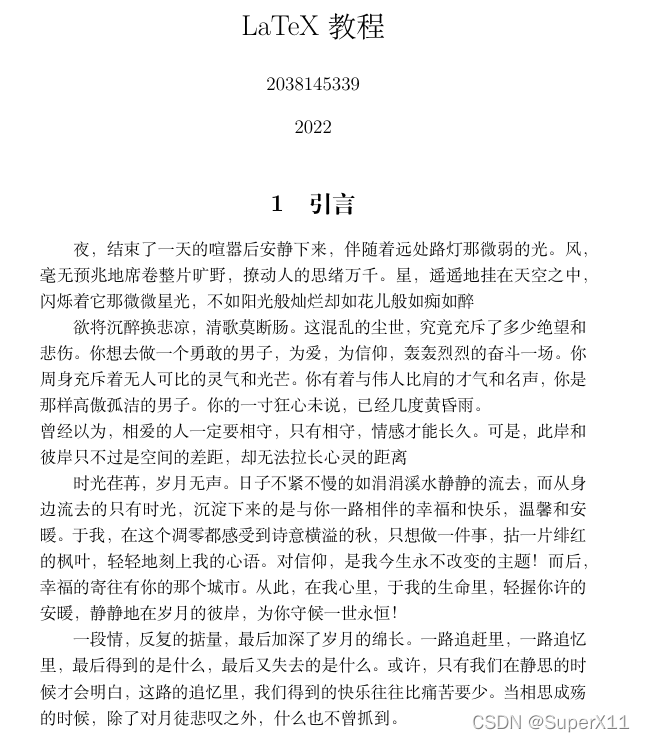 LaTeX 教程
2038145339
2022
1 引言
夜，结束了一天的喧嚣后安静下来，伴随着远处路灯那微弱的光。风，
毫无预兆地席卷整片旷野，撩动人的思绪万千。星，遥遥地挂在天空之中，
闪烁着它那微微星光，不如阳光般灿烂却如花儿般如痴如醉
欲将沉醉换悲凉，清歌莫断肠。这混乱的尘世，究竟充斥了多少绝望和
悲伤。你想去做一个勇敢的男子，为爱，为信仰，轰轰烈烈的奋斗一场。你
周身充斥着无人可比的灵气和光芒。你有着与伟人比肩的才气和名声，你是
那样高傲孤洁的男子。你的一寸狂心未说，已经几度黄昏雨。
曾经以为，相爱的人一定要相守，只有相守，情感才能长久。可是，此岸和
彼岸只不过是空间的差距，却无法拉长心灵的距离
时光荏苒，岁月无声。日子不紧不慢的如涓涓溪水静静的流去，而从身
边流去的只有时光，沉淀下来的是与你一路相伴的幸福和快乐，温馨和安
暖。于我，在这个凋零都感受到诗意横溢的秋，只想做一件事，拈一片绯红
的枫叶，轻轻地刻上我的心语。对信仰，是我今生永不改变的主题！而后，
幸福的寄往有你的那个城市。从此，在我心里，于我的生命里，轻握你许的
安暖，静静地在岁月的彼岸，为你守候一世永恒！
一段情，反复的掂量，最后加深了岁月的绵长。一路追赶里，一路追忆
里，最后得到的是什么，最后又失去的是什么。或许，只有我们在静思的时
候才会明白，这路的追忆里，我们得到的快乐往往比痛苦要少。当相思成殇
的时候，除了对月徒悲叹之外，什么也不曾抓到。
CSDN @SuperX11